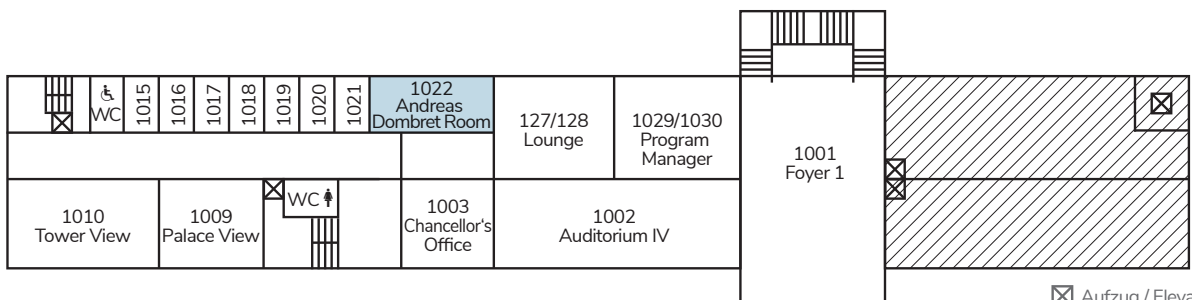 WC
1015
1016
1017
1018
1019
1020
1021
1022
Andreas
Dombret Room
127/128
Lounge
1029/1030
Program
Manager
1001
Foyer 1
1010
Tower View
1009
Palace View
WC
1003
Chancellor's
Office
1002
Auditorium IV
Aufzug / Eleva